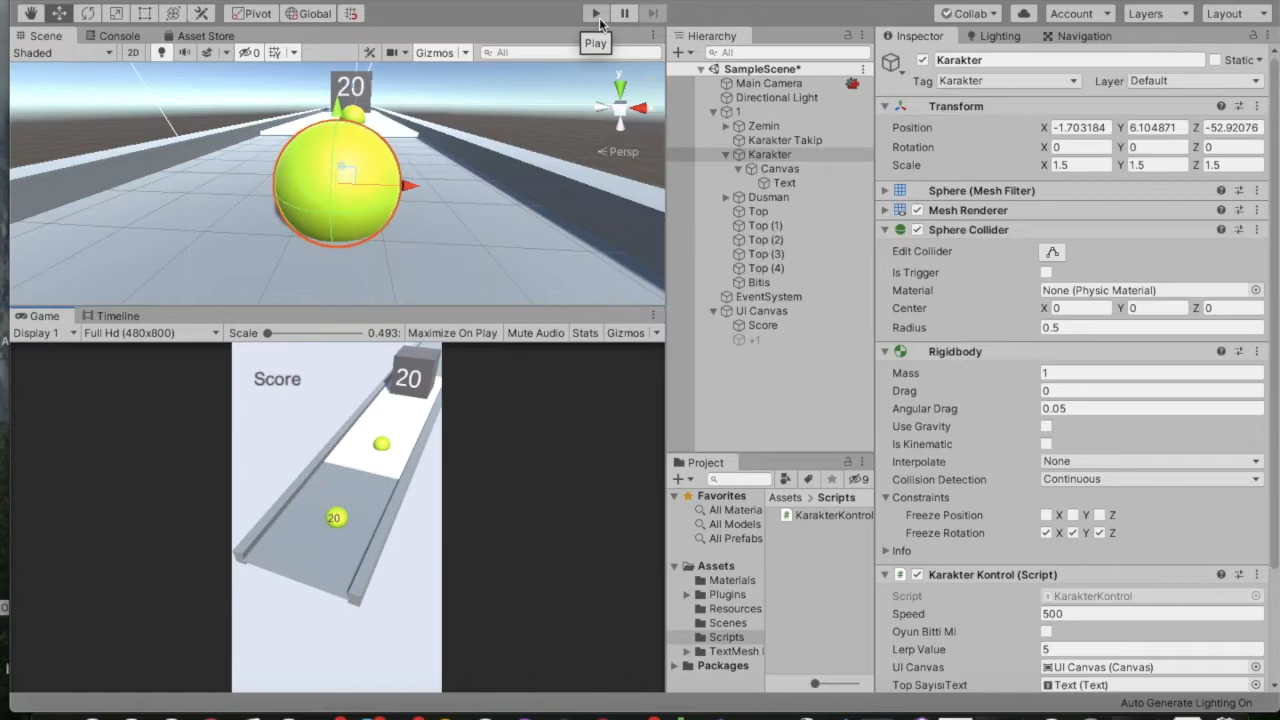 Pivot Global Collab Account Layers Layout
Scene Console Asset Store
Shaded 2D 0 Gizmos All
Play
20
y
Persp
Game Timeline
Display 1 Full Hd (480x800) Scale 0.493: Maximize On Play Mute Audio Stats Gizmos
Score
20
20
Hierarchy
All
SampleScene*
Main Camera
Directional Light
1
Zemin
Karakter Takip
Karakter
Canvas
Text
Dusman
Top
Top (1)
Top (2)
Top (3)
Top (4)
Bitis
EventSystem
UI Canvas
Score
+1
Project
9
Favorites
All Materia
All Models
All Prefabs
Assets
Materials
Plugins
Resources
Scenes
Scripts
TextMesh
Packages
Assets Scripts
# KarakterKontrol
Inspector Lighting Navigation
Karakter Static
Tag Karakter Layer Default
Transform
Position X -1.703184 Y 6.104871 Z -52.92076
Rotation X 0 Y 0 Z 0
Scale X 1.5 Y 1.5 Z 1.5
Sphere (Mesh Filter)
Mesh Renderer
Sphere Collider
Edit Collider
Is Trigger
Material None (Physic Material)
Center X 0 Y 0 Z 0
Radius 0.5
Rigidbody
Mass 1
Drag 0
Angular Drag 0.05
Use Gravity
Is Kinematic
Interpolate None
Collision Detection Continuous
Constraints
Freeze Position X Y Z
Freeze Rotation X Y Z
Info
# Karakter Kontrol (Script)
Script # KarakterKontrol
Speed 500
Oyun Bitti Mi
Lerp Value 5
UI Canvas UI Canvas (Canvas)
Top SayısıText Text (Text)
Auto Generate Lighting On